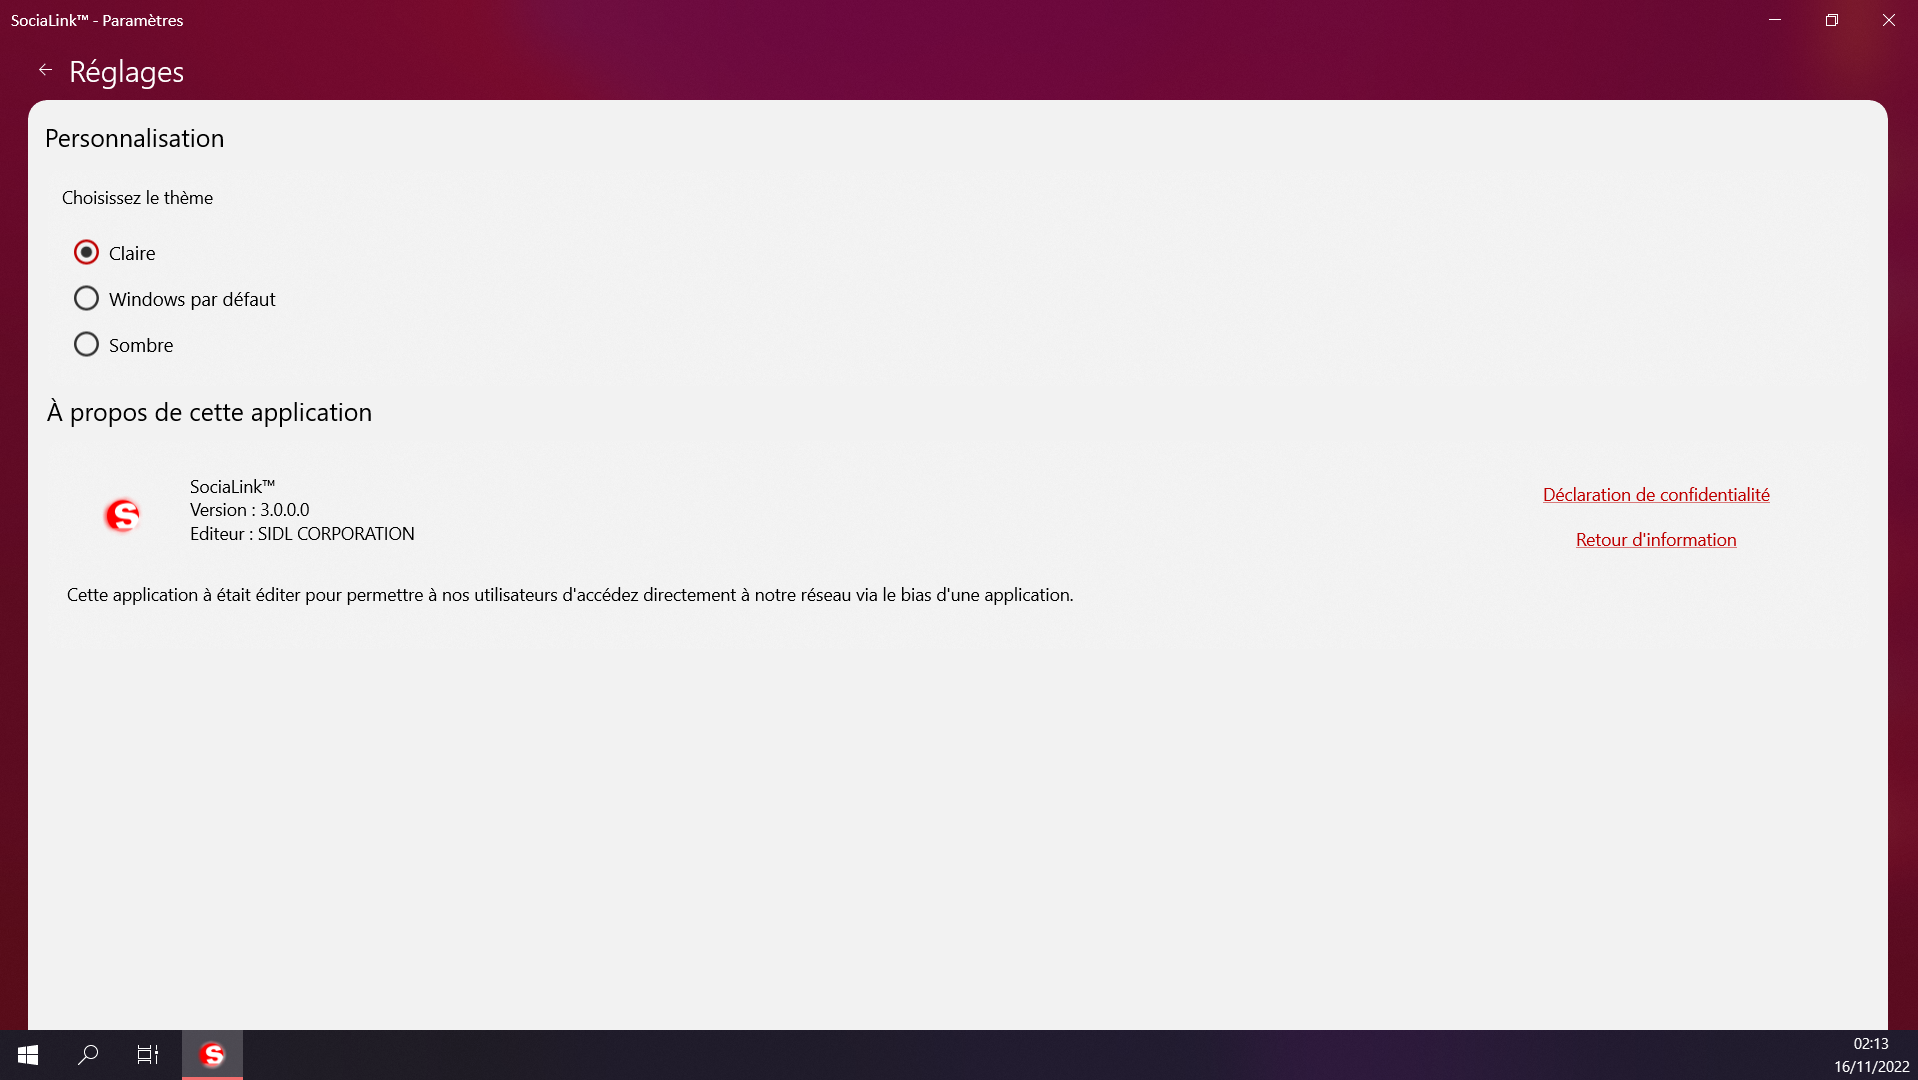 SociaLink™ - Paramètres
Réglages
Personnalisation
Choisissez le thème
Claire
Windows par défaut
Sombre
À propos de cette application
S
SociaLink™
Version : 3.0.0.0
Editeur : SIDL CORPORATION
Déclaration de confidentialité
Retour d'information
Cette application à était éditer pour permettre à nos utilisateurs d'accédez directement à notre réseau via le bias d'une application.
S
02:13
16/11/2022